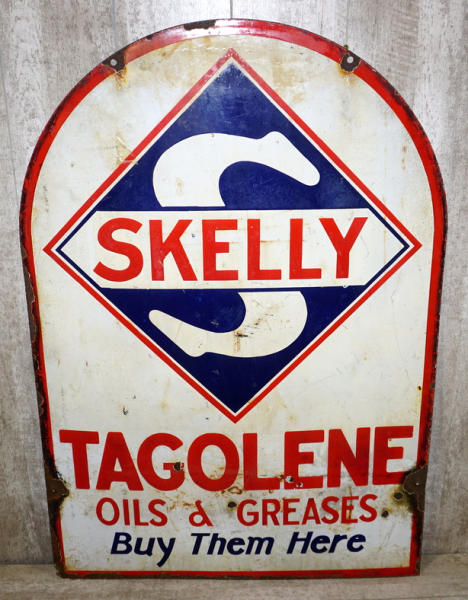 S
SKELLY
TAGOLENE
OILS & GREASES
Buy Them Here